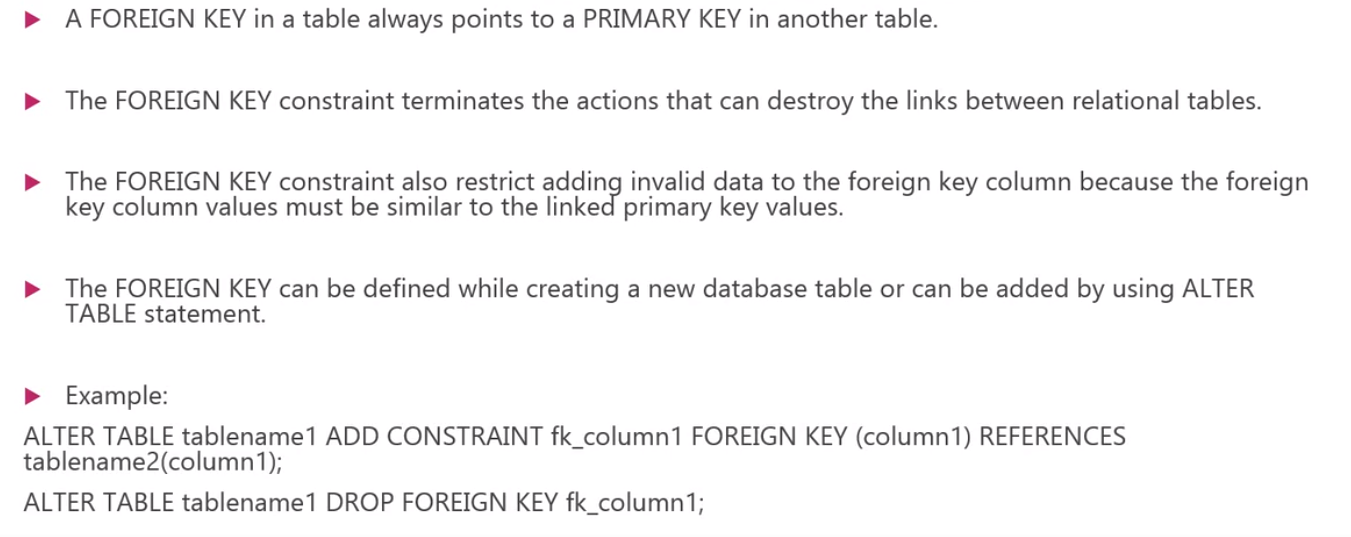 A FOREIGN KEY in a table always points to a PRIMARY KEY in another table.
The FOREIGN KEY constraint terminates the actions that can destroy the links between relational tables.
The FOREIGN KEY constraint also restrict adding invalid data to the foreign key column because the foreign
key column values must be similar to the linked primary key values.
The FOREIGN KEY can be defined while creating a new database table or can be added by using ALTER
TABLE statement.
Example:
ALTER TABLE tablename1 ADD CONSTRAINT fk_column1 FOREIGN KEY (column1) REFERENCES
tablename2(column1);
ALTER TABLE tablename1 DROP FOREIGN KEY fk_column1;